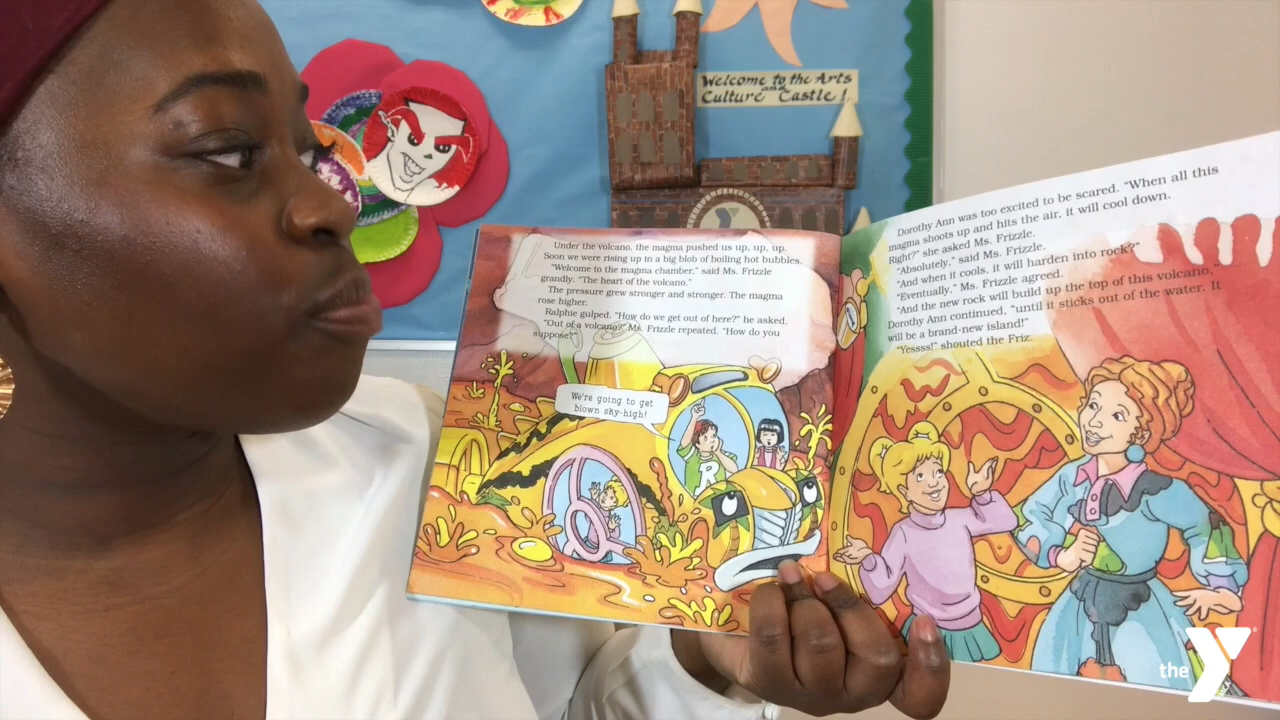 Welcome to the Arts
and
Culture Castle!
Under the volcano, the magma pushed us up, up, up.
Soon we were rising up in a big blob of boiling hot bubbles.
"Welcome to the magma chamber," said Ms. Frizzle
grandly. "The heart of the volcano."
The pressure grew stronger and stronger. The magma
rose higher.
Ralphie gulped. "How do we get out of here?" he asked.
"Out of a volcano?" Ms. Frizzle repeated. "How do you
suppose?"
We're going to get
blown sky-high!
R
Dorothy Ann was too excited to be scared. "When all this
magma shoots up and hits the air, it will cool down.
Right?" she asked Ms. Frizzle.
"Absolutely," said Ms. Frizzle.
"And when it cools, it will harden into rock?"
"Eventually," Ms. Frizzle agreed.
"And the new rock will build up the top of this volcano,"
Dorothy Ann continued, "until it sticks out of the water. It
will be a brand-new island!"
"Yessss!" shouted the Friz.
the Y